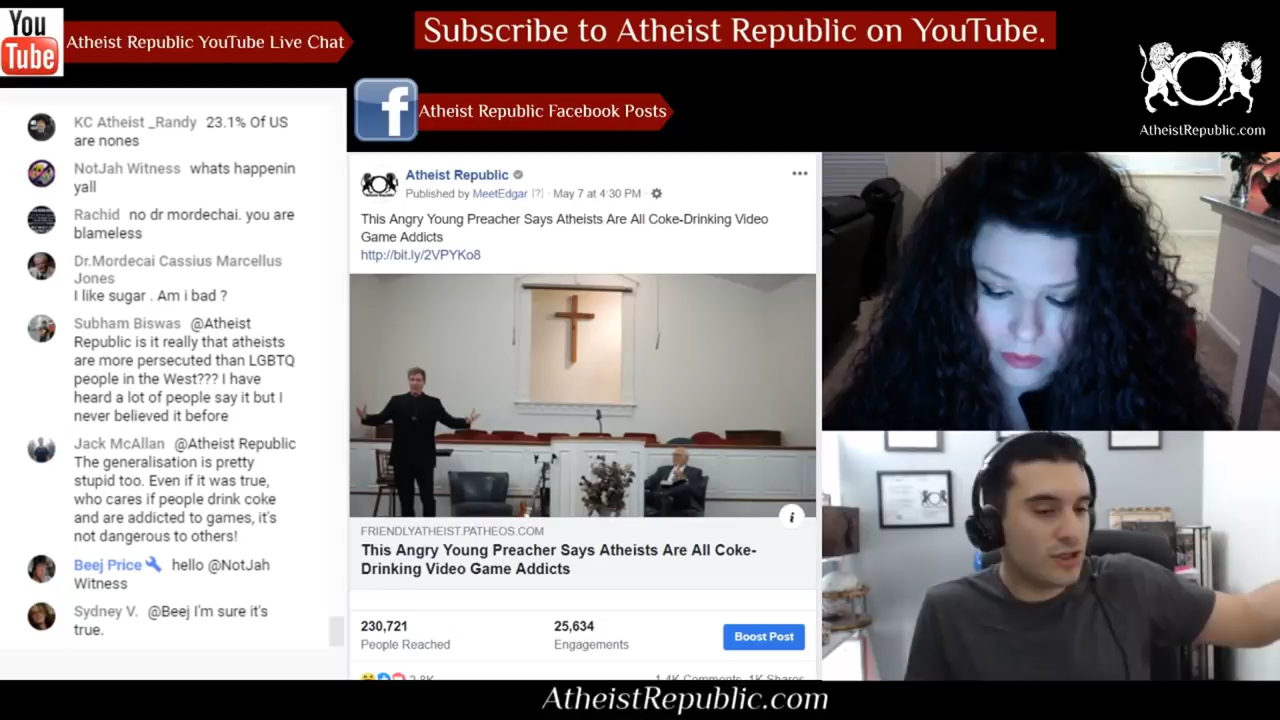 You
Tube
Atheist Republic YouTube Live Chat
Subscribe to Atheist Republic on YouTube.
AtheistRepublic.com
f
Atheist Republic Facebook Posts
KC Atheist _Randy 23.1% Of US
are nones
NotJah Witness whats happenin
yall
Rachid no dr mordechai. you are
blameless
Dr.Mordecai Cassius Marcellus
Jones
I like sugar . Am i bad ?
Subham Biswas @Atheist
Republic is it really that atheists
are more persecuted than LGBTQ
people in the West??? I have
heard a lot of people say it but I
never believed it before
Jack McAllan @Atheist Republic
The generalisation is pretty
stupid too. Even if it was true,
who cares if people drink coke
and are addicted to games, it's
not dangerous to others!
Beej Price hello @NotJah
Witness
Sydney V. @Beej I'm sure it's
true.
Atheist Republic
Published by MeetEdgar [?] · May 7 at 4:30 PM ·
This Angry Young Preacher Says Atheists Are All Coke-Drinking Video
Game Addicts
http://bit.ly/2VPYKo8
i
FRIENDLYATHEIST.PATHEOS.COM
This Angry Young Preacher Says Atheists Are All Coke-
Drinking Video Game Addicts
230,721
People Reached
25,634
Engagements
Boost Post
2.8K
1.4K Comments 1K Shares
AtheistRepublic.com